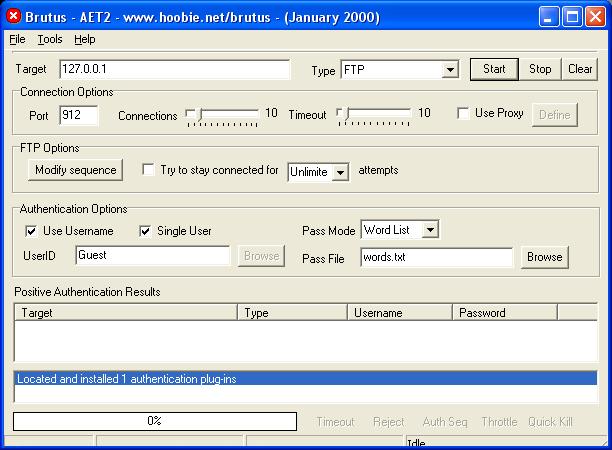 Brutus - AET2 - www.hoobie.net/brutus - (January 2000)
File Tools Help
Target 127.0.0.1 Type FTP Start Stop Clear
Connection Options
Port 912 Connections 10 Timeout 10 Use Proxy Define
FTP Options
Modify sequence Try to stay connected for Unlimite attempts
Authentication Options
Use Username Single User Pass Mode Word List
UserID Guest Browse Pass File words.txt Browse
Positive Authentication Results
Target Type Username Password
Located and installed 1 authentication plug-ins
0% Timeout Reject Auth Seq Throttle Quick Kill
Idle